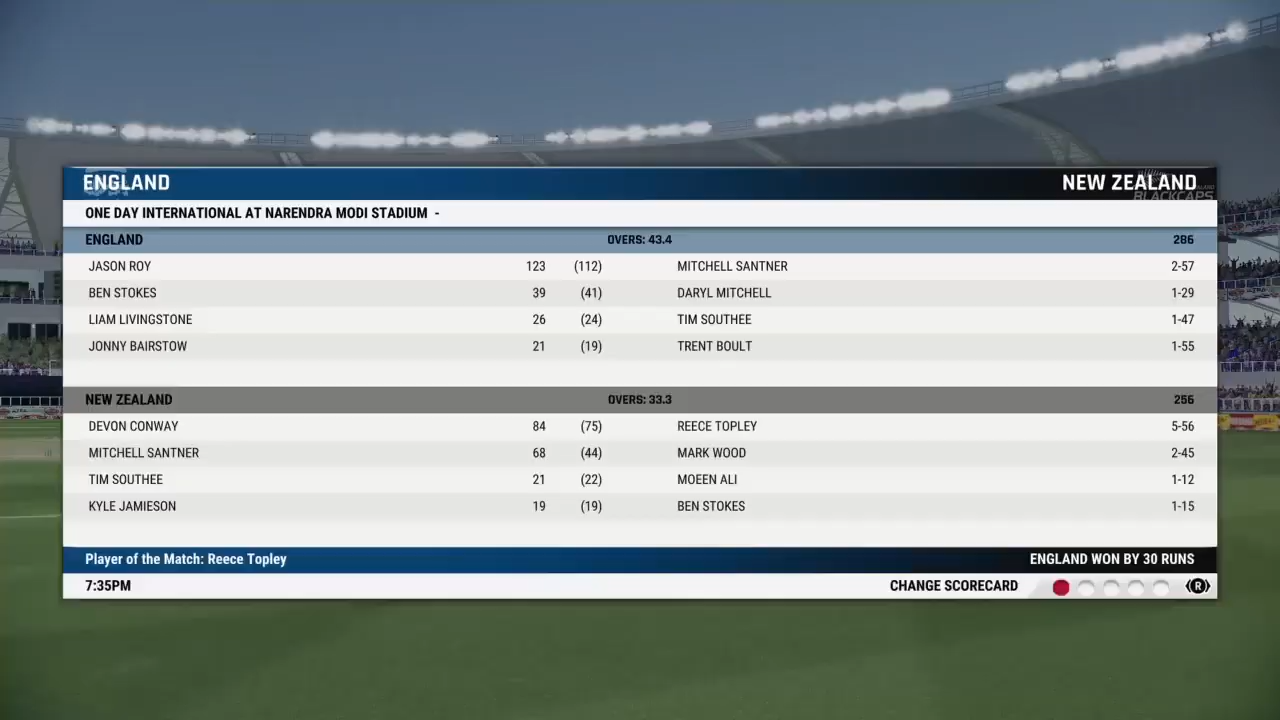 ENGLAND NEW ZEALAND
BLACKCAPS
ONE DAY INTERNATIONAL AT NARENDRA MODI STADIUM -
ENGLAND OVERS: 43.4 286
JASON ROY 123 (112) MITCHELL SANTNER 2-57
BEN STOKES 39 (41) DARYL MITCHELL 1-29
LIAM LIVINGSTONE 26 (24) TIM SOUTHEE 1-47
JONNY BAIRSTOW 21 (19) TRENT BOULT 1-55
NEW ZEALAND OVERS: 33.3 256
DEVON CONWAY 84 (75) REECE TOPLEY 5-56
MITCHELL SANTNER 68 (44) MARK WOOD 2-45
TIM SOUTHEE 21 (22) MOEEN ALI 1-12
KYLE JAMIESON 19 (19) BEN STOKES 1-15
Player of the Match: Reece Topley ENGLAND WON BY 30 RUNS
7:35PM CHANGE SCORECARD R